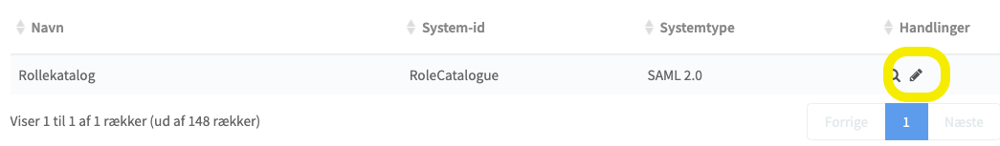 Navn System-id Systemtype Handlinger
Rollekatalog RoleCatalogue SAML 2.0
Viser 1 til 1 af 1 rækker (ud af 148 rækker) Forrige 1 Næste